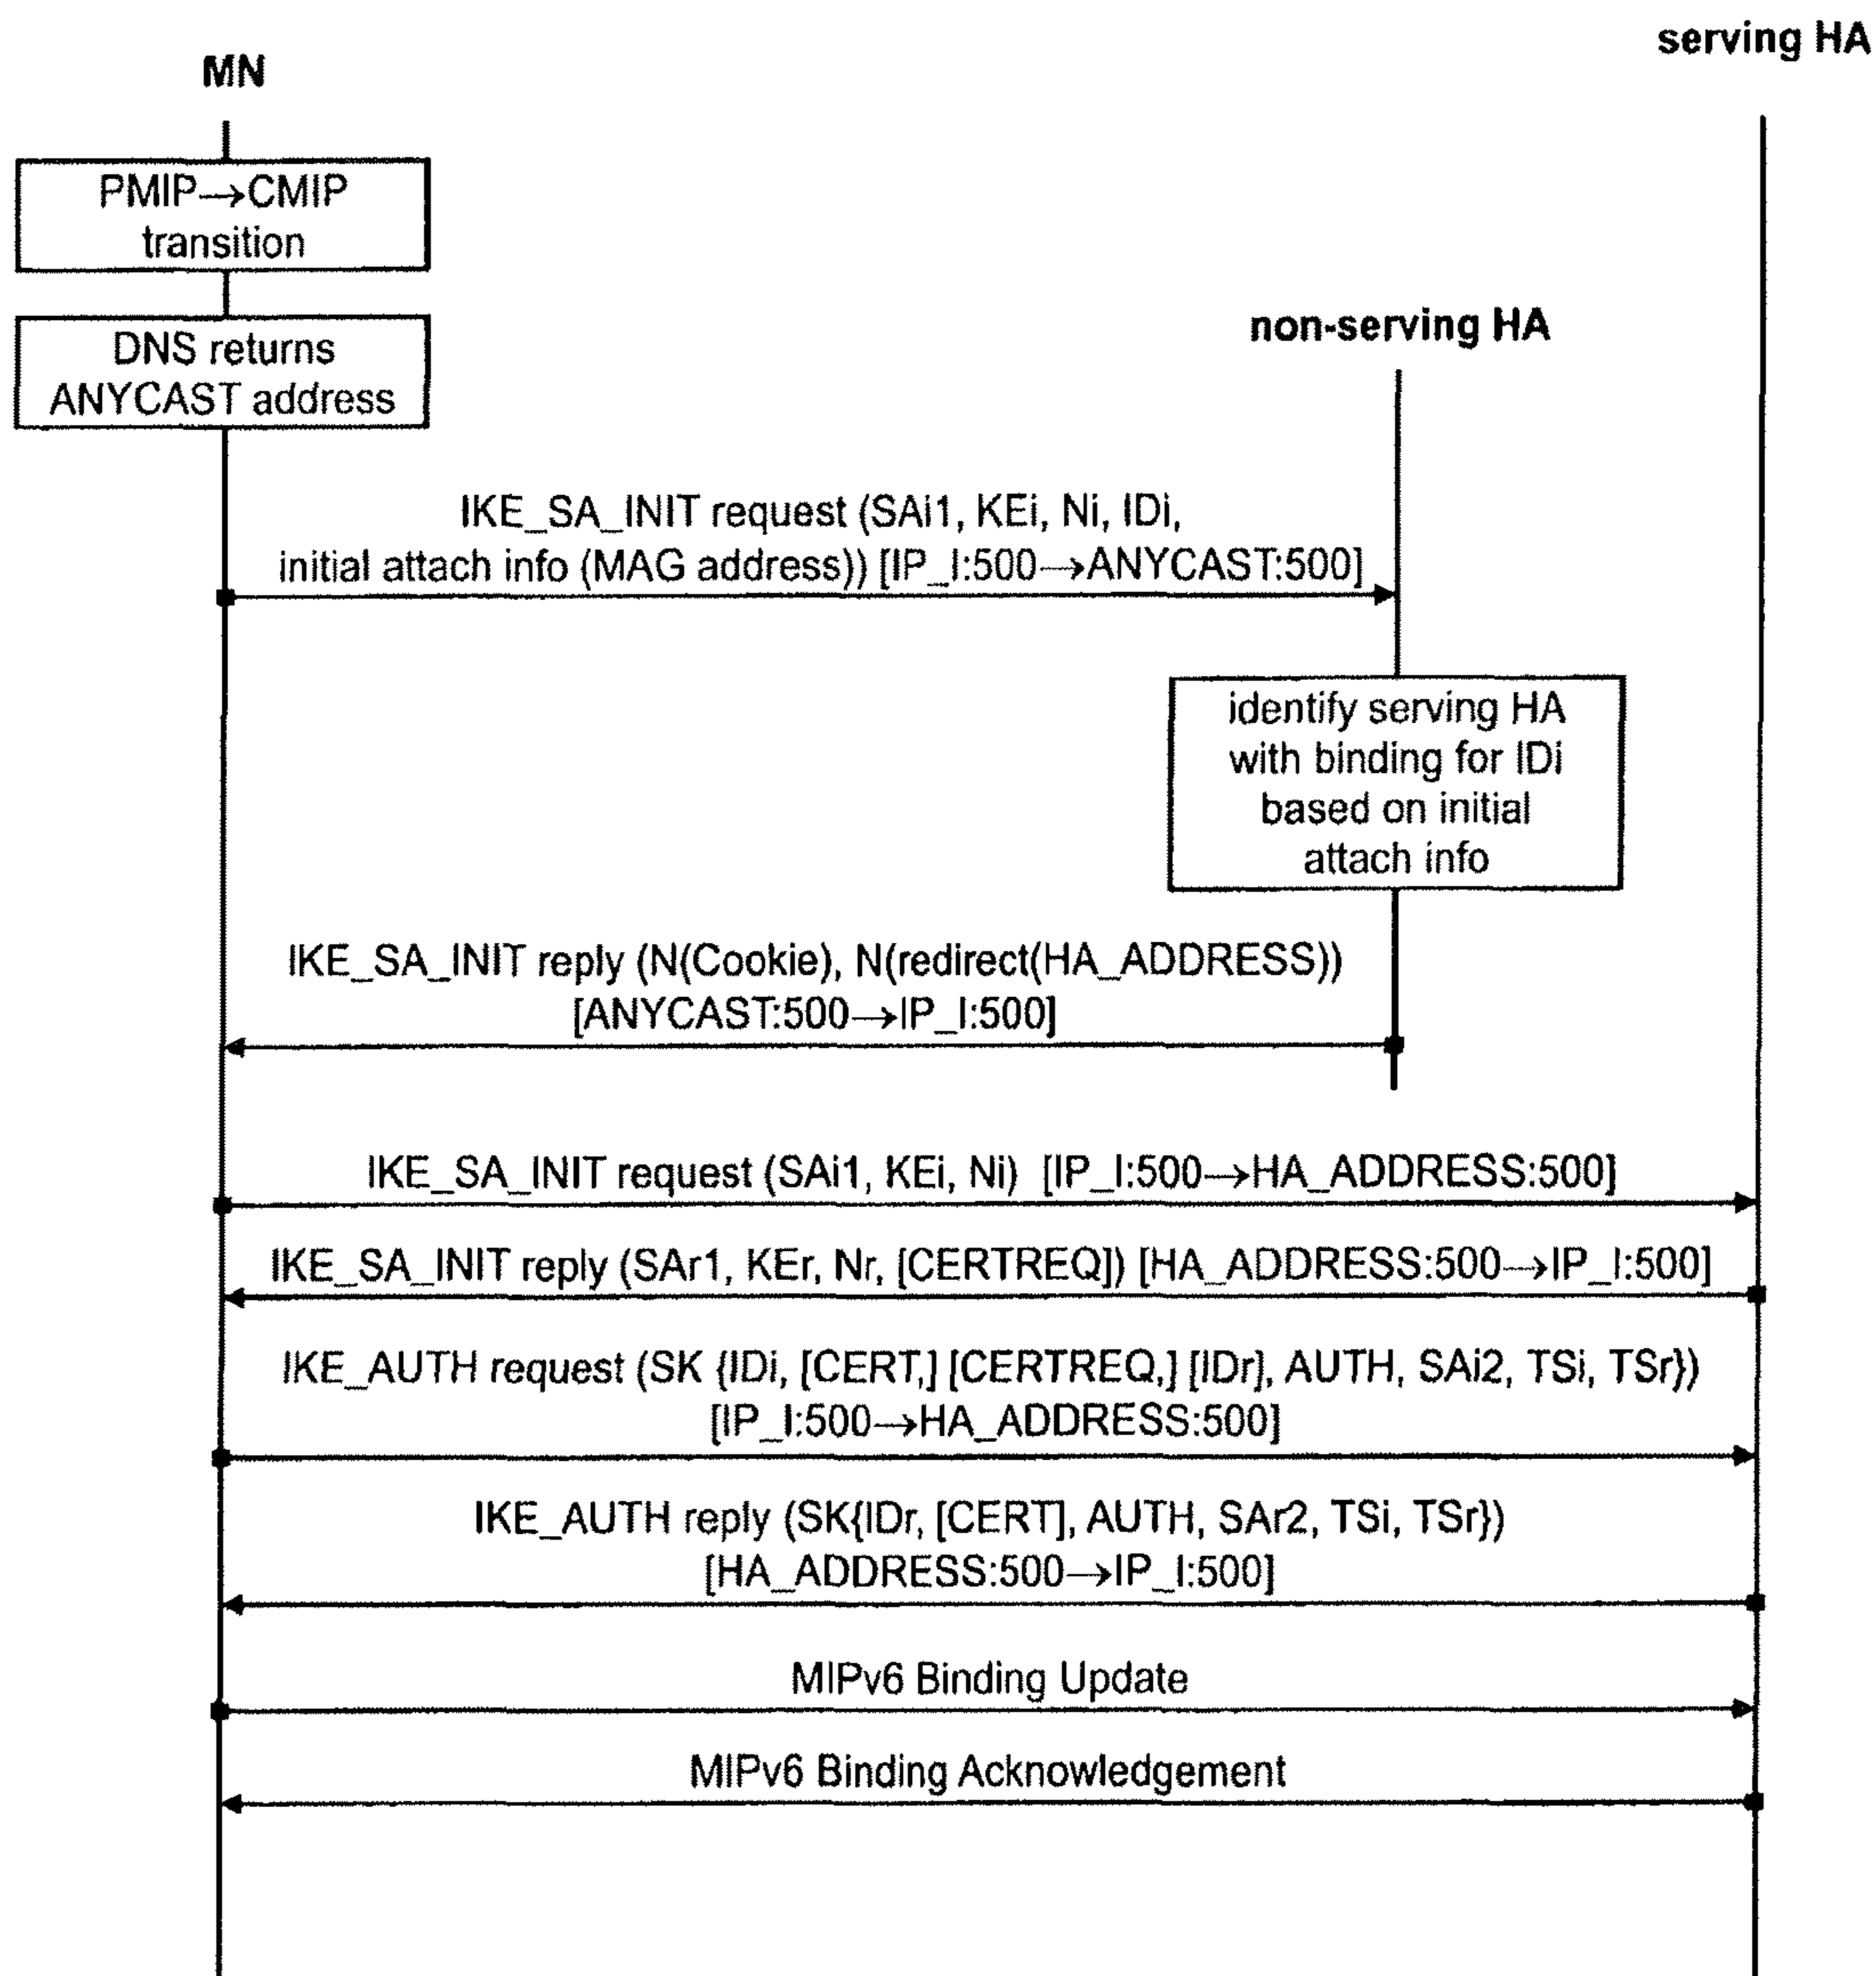 serving HA
MN
PMIP→CMIP
transition
DNS returns
ANYCAST address
non-serving HA
IKE_SA_INIT request (SAi1, KEi, Ni, IDi,
initial attach info (MAG address)) [IP_I:500→ANYCAST:500]
identify serving HA
with binding for IDi
based on initial
attach info
IKE_SA_INIT reply (N(Cookie), N(redirect(HA_ADDRESS))
[ANYCAST:500→IP_I:500]
IKE_SA_INIT request (SAi1, KEi, Ni) [IP_I:500→HA_ADDRESS:500]
IKE_SA_INIT reply (SAr1, KEr, Nr, [CERTREQ]) [HA_ADDRESS:500→IP_I:500]
IKE_AUTH request (SK {IDi, [CERT,] [CERTREQ,] [IDr], AUTH, SAi2, TSi, TSr})
[IP_I:500→HA_ADDRESS:500]
IKE_AUTH reply (SK{IDr, [CERT], AUTH, SAr2, TSi, TSr})
[HA_ADDRESS:500→IP_I:500]
MIPv6 Binding Update
MIPv6 Binding Acknowledgement